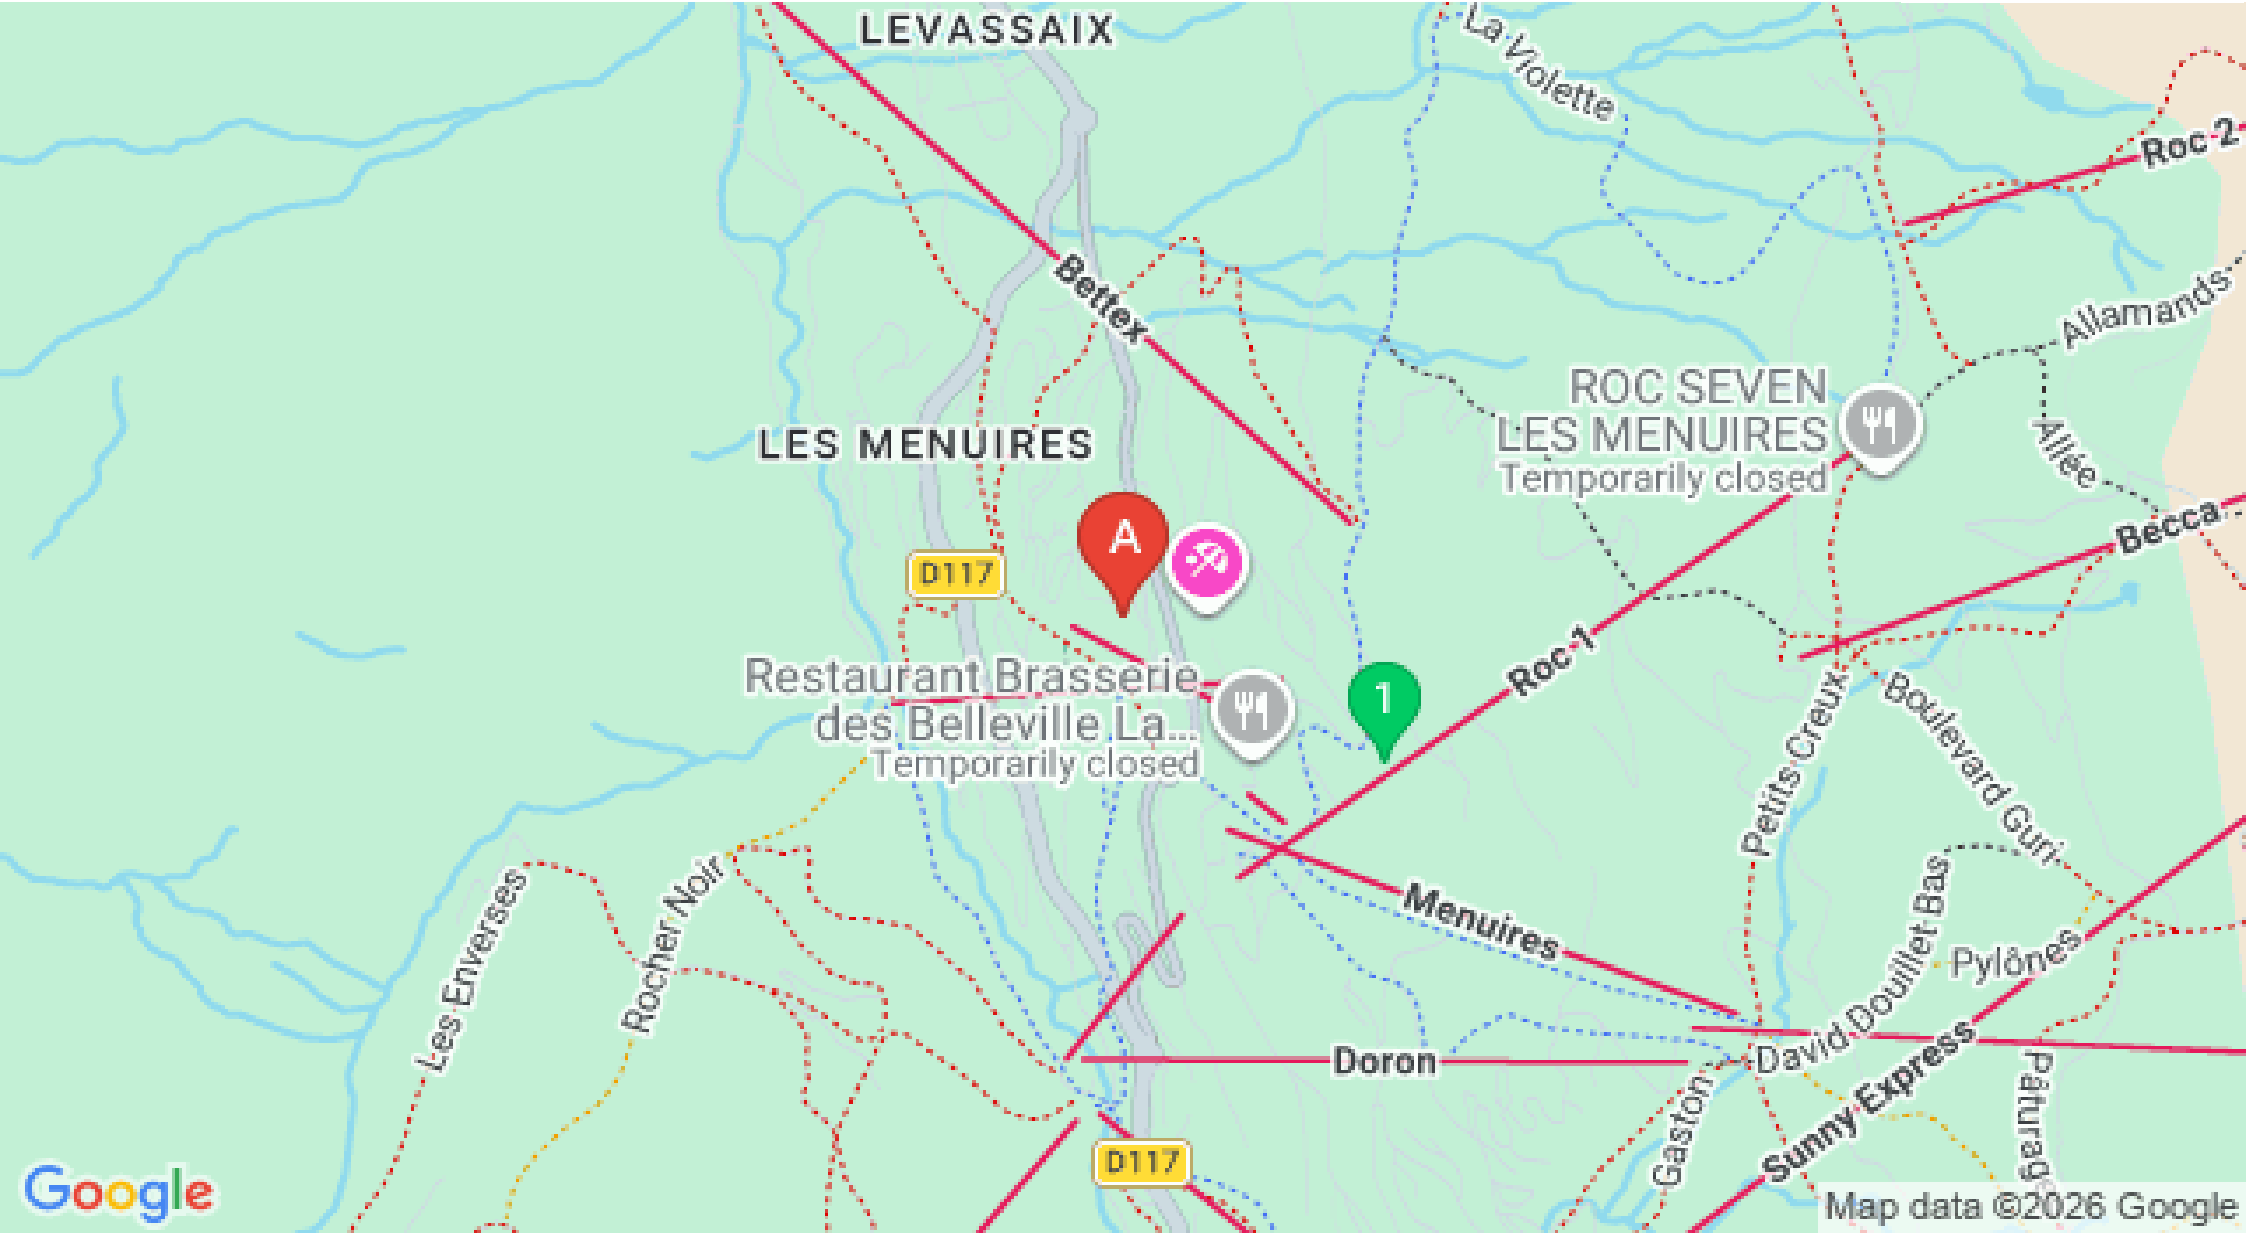 LEVASSAIX
La Violette
Roc 2
Bettex
Allamands
ROC SEVEN
LES MENUIRES
Temporarily closed
Allée
LES MENUIRES
Becca
A
D117
Roc 1
1
Restaurant Brasserie
des Belleville La...
Temporarily closed
Petits Creux
Boulevard Guri
Les Enverses
Rocher Noir
Menuires
David Douillet Bas
Pylônes
Doron
Sunny Express
Gaston
Pâturage
D117
Google
Map data ©2026 Google